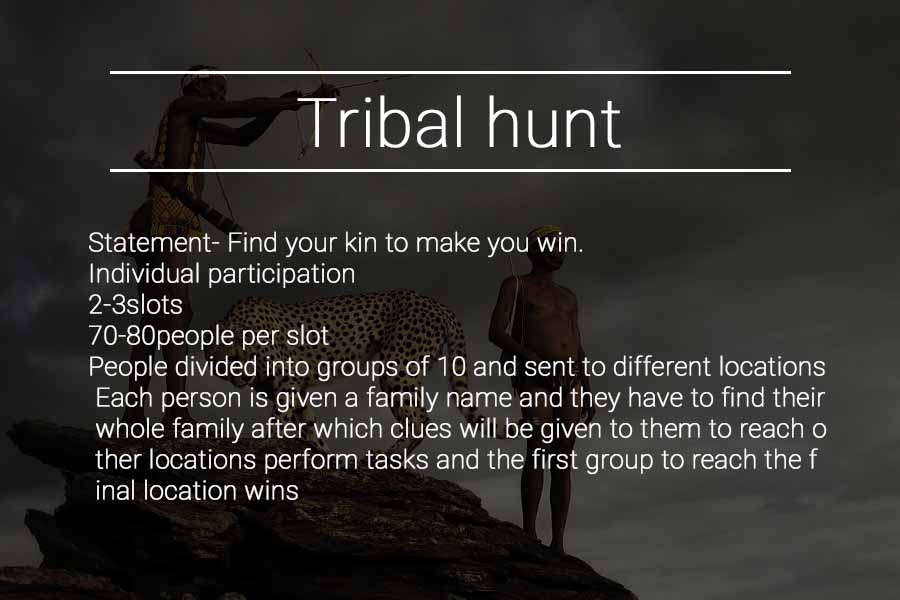 Tribal hunt
Statement- Find your kin to make you win.
Individual participation
2-3slots
70-80people per slot
People divided into groups of 10 and sent to different locations
Each person is given a family name and they have to find their
whole family after which clues will be given to them to reach o
ther locations perform tasks and the first group to reach the f
inal location wins